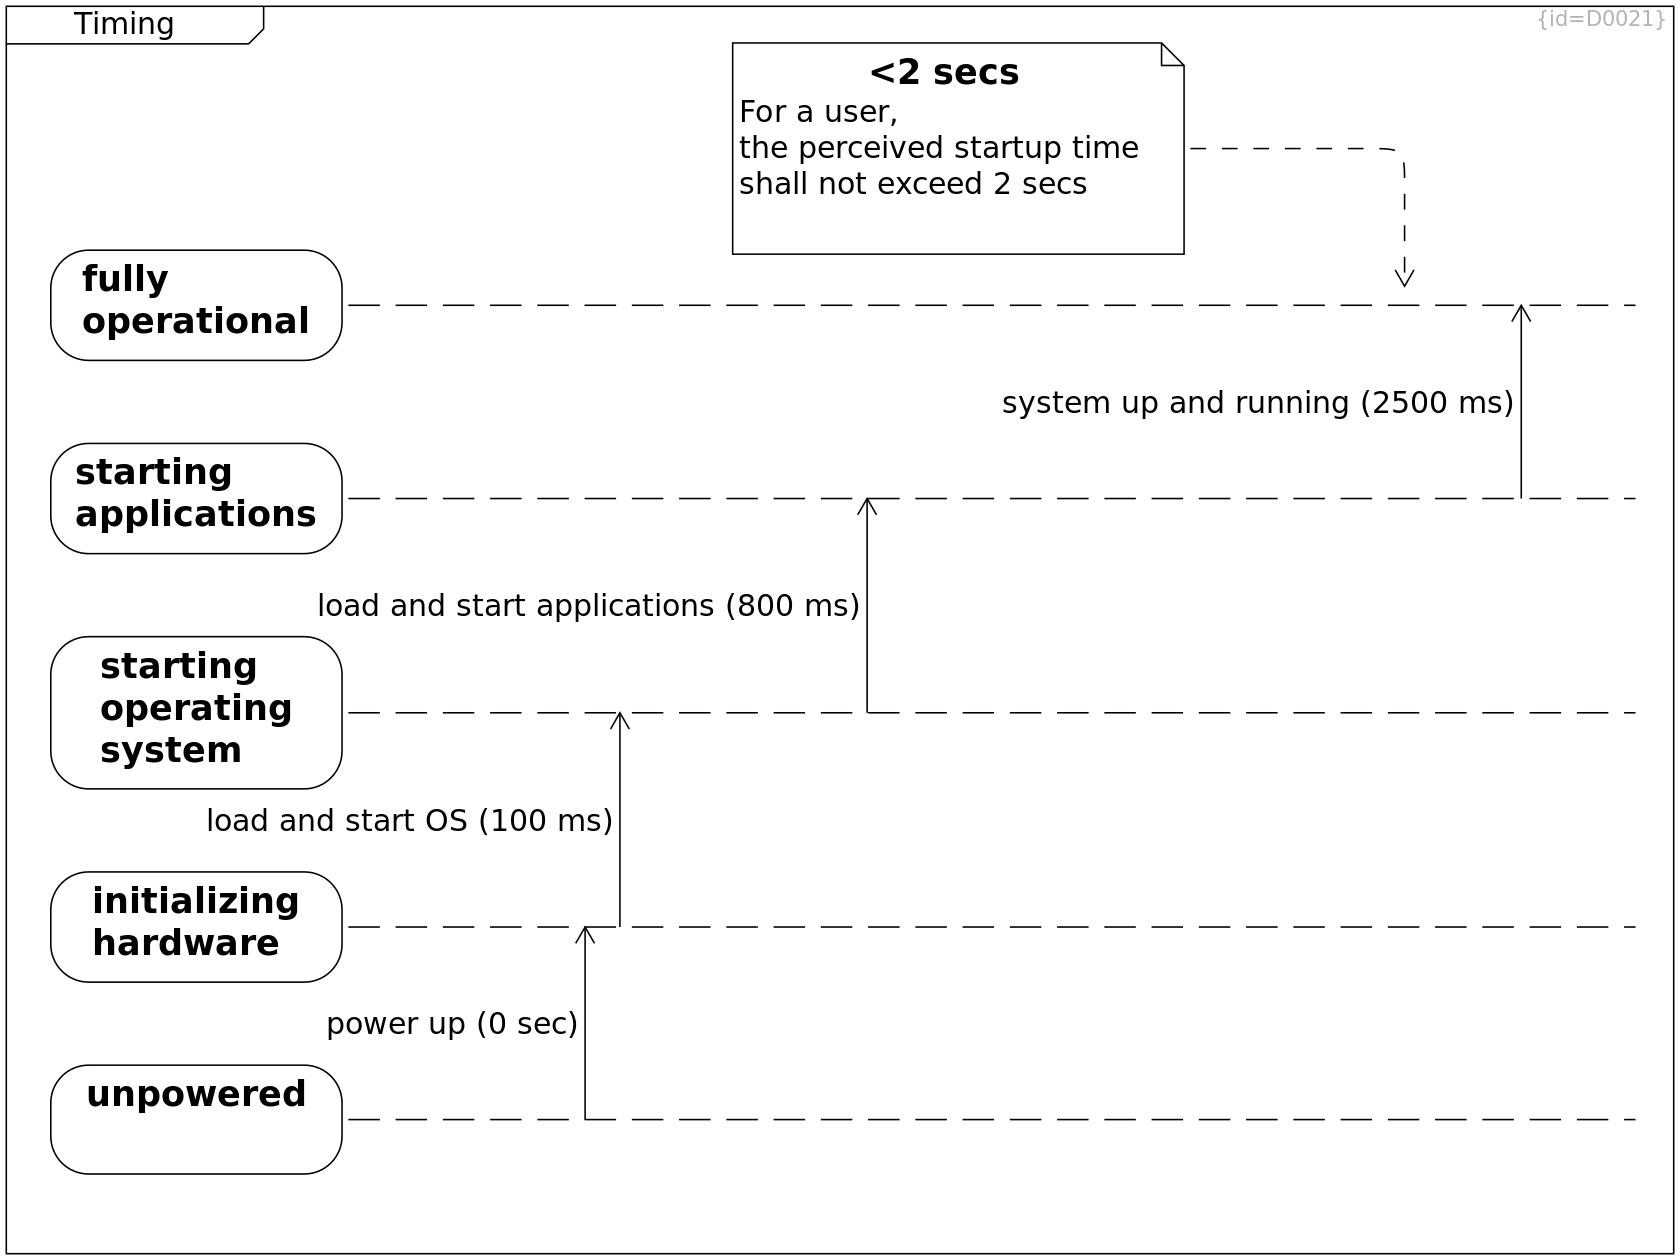 Timing
{id=D0021}
<2 secs
For a user,
the perceived startup time
shall not exceed 2 secs
fully
operational
system up and running (2500 ms)
starting
applications
load and start applications (800 ms)
starting
operating
system
load and start OS (100 ms)
initializing
hardware
power up (0 sec)
unpowered